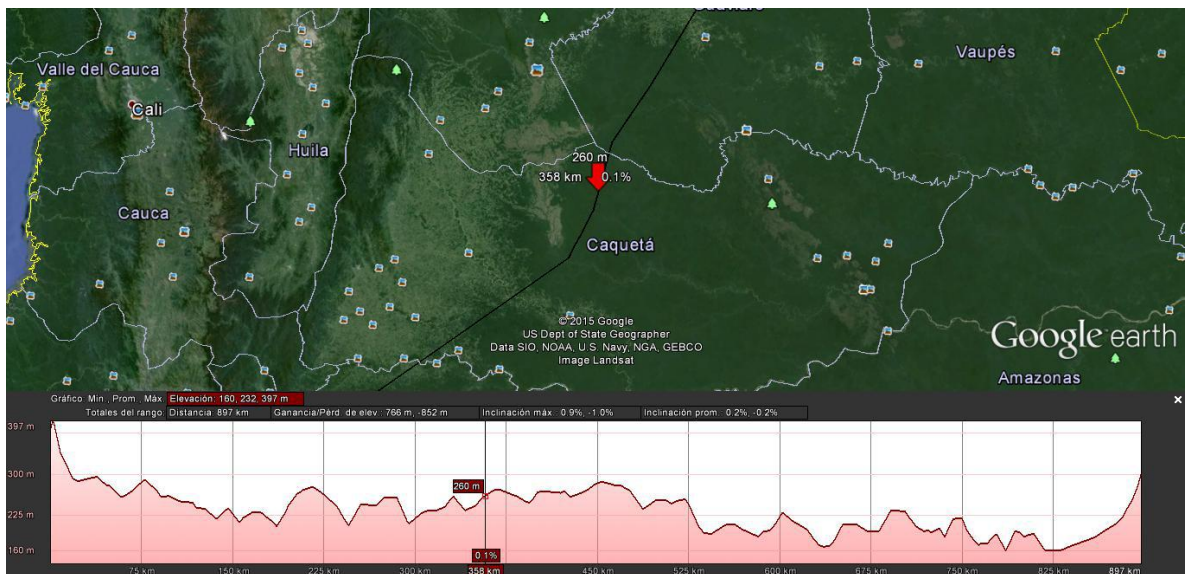 Vaupés
Valle del Cauca
Cali
Huila
260 m
358 km 0.1%
Cauca
Caquetá
© 2015 Google
US Dept of State Geographer
Data SIO, NOAA, U.S. Navy, NGA, GEBCO
Image Landsat
Google earth
Amazonas
Gráfico: Mín., Prom., Máx. Elevación: 160, 232, 397 m
Totales del rango: Distancia: 897 km Ganancia/Pérd. de elev.: 766 m, -852 m Inclinación máx.: 0.9%, -1.0% Inclinación prom.: 0.2%, -0.2%
397 m
300 m
260 m
225 m
160 m
0.1%
75 km 150 km 225 km 300 km 358 km 450 km 525 km 600 km 675 km 750 km 825 km 897 km